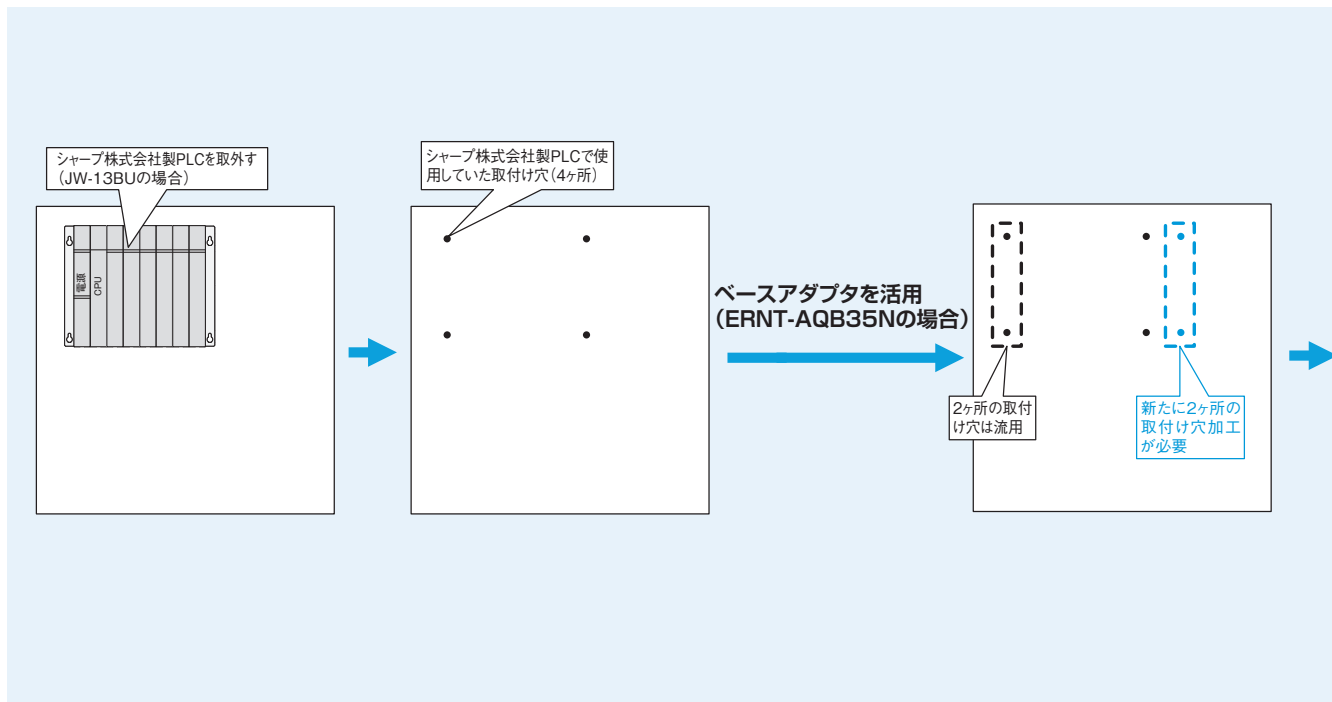 シャープ株式会社製PLCを取外す
（JW-13BUの場合）
電源
CPU
シャープ株式会社製PLCで使
用していた取付け穴（4ヶ所）
ベースアダプタを活用
（ERNT-AQB35Nの場合）
2ヶ所の取付
け穴は流用
新たに2ヶ所の
取付け穴加工
が必要